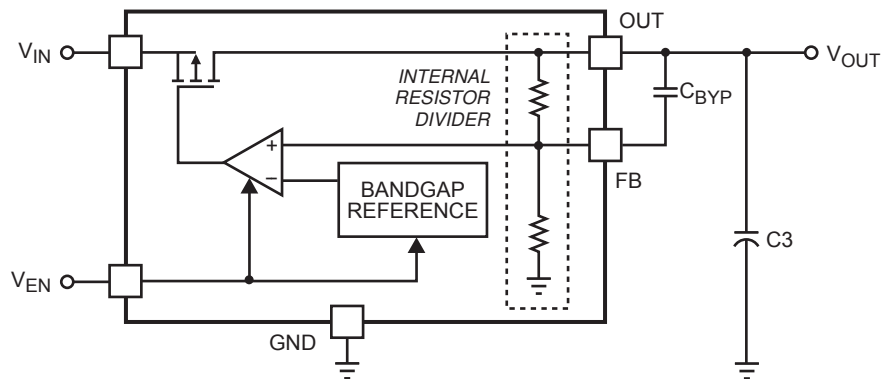 OUT
V_IN
V_OUT
INTERNAL
RESISTOR
DIVIDER
C_BYP
+
−
FB
BANDGAP
REFERENCE
C3
V_EN
GND